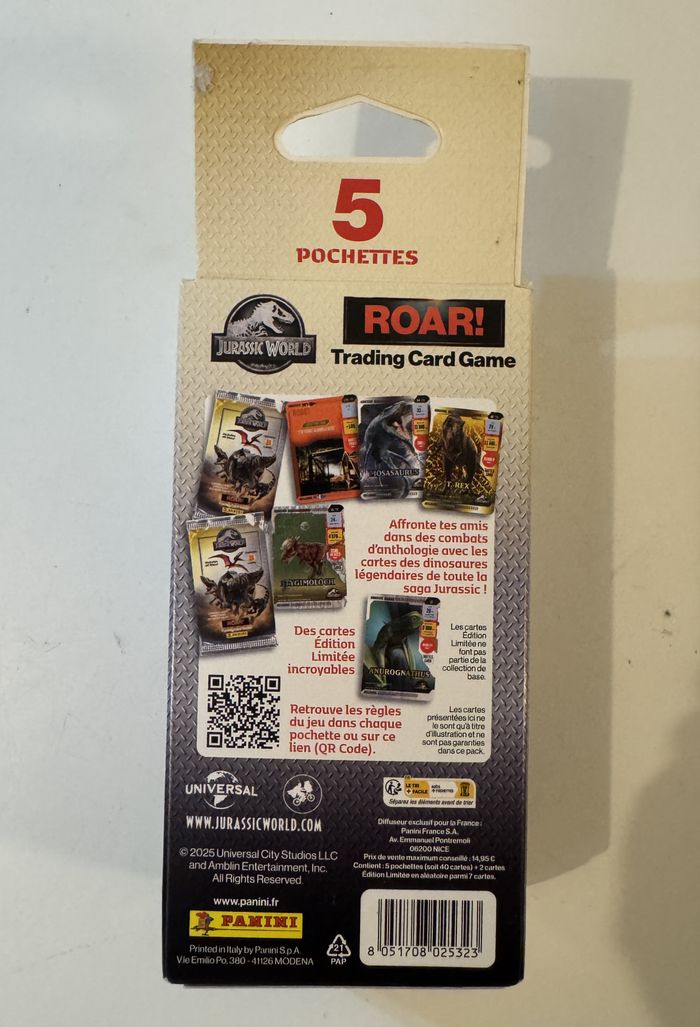 5
POCHETTES
JURASSIC WORLD
ROAR!
Trading Card Game
MOSASAURUS
T. REX
Affronte tes amis
dans des combats
d'anthologie avec les
cartes des dinosaures
légendaires de toute la
saga Jurassic !
STYGIMOLOCH
Des cartes
Édition
Limitée
incroyables
ANUROGNATHUS
Les cartes
Édition
Limitée ne
font pas
partie de la
collection de
base.
Retrouve les règles
du jeu dans chaque
pochette ou sur ce
lien (QR Code).
Les cartes
présentées ici ne
le sont qu'à titre
d'illustration et ne
sont pas garanties
dans ce pack.
UNIVERSAL
WWW.JURASSICWORLD.COM
LE TRI
+ FACILE
Séparez les éléments avant de trier
© 2025 Universal City Studios LLC
and Amblin Entertainment, Inc.
All Rights Reserved.
Diffuseur exclusif pour la France :
Panini France S.A.
Av. Emmanuel Pontremoli
06200 NICE
Prix de vente maximum conseillé : 14,95 €
Contient : 5 pochettes (soit 40 cartes) + 2 cartes
Édition Limitée en aléatoire parmi 7 cartes.
www.panini.fr
PANINI
Printed in Italy by Panini S.p.A.
Vie Emilio Po, 380 - 41126 MODENA
21
PAP
8 051708 025323